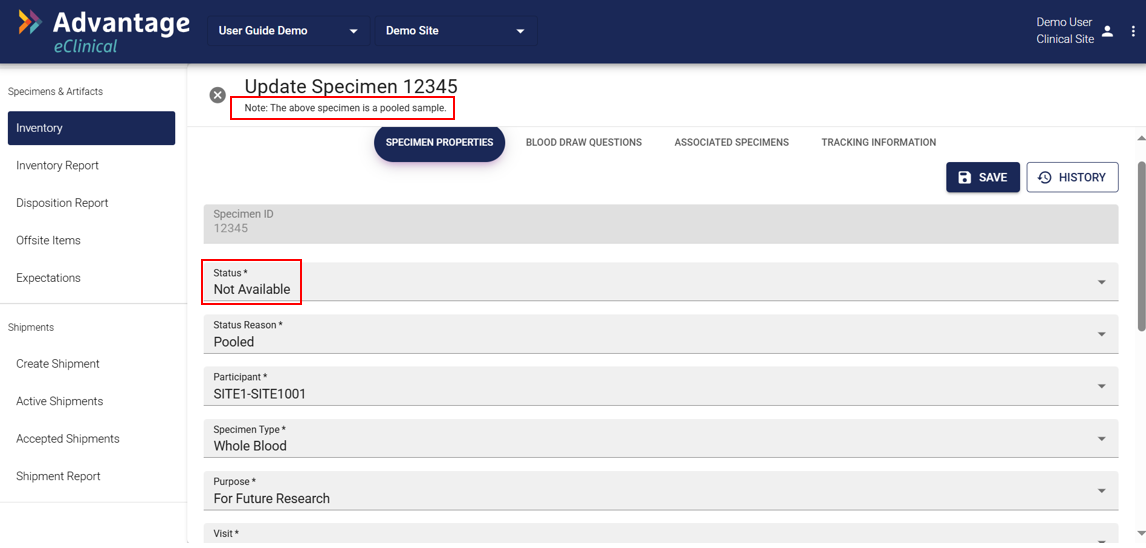 Advantage
eClinical
User Guide Demo
Demo Site
Demo User
Clinical Site
Specimens & Artifacts
Inventory
Inventory Report
Disposition Report
Offsite Items
Expectations
Shipments
Create Shipment
Active Shipments
Accepted Shipments
Shipment Report
Update Specimen 12345
Note: The above specimen is a pooled sample.
SPECIMEN PROPERTIES
BLOOD DRAW QUESTIONS
ASSOCIATED SPECIMENS
TRACKING INFORMATION
SAVE
HISTORY
Specimen ID
12345
Status *
Not Available
Status Reason *
Pooled
Participant *
SITE1-SITE1001
Specimen Type *
Whole Blood
Purpose *
For Future Research
Visit *